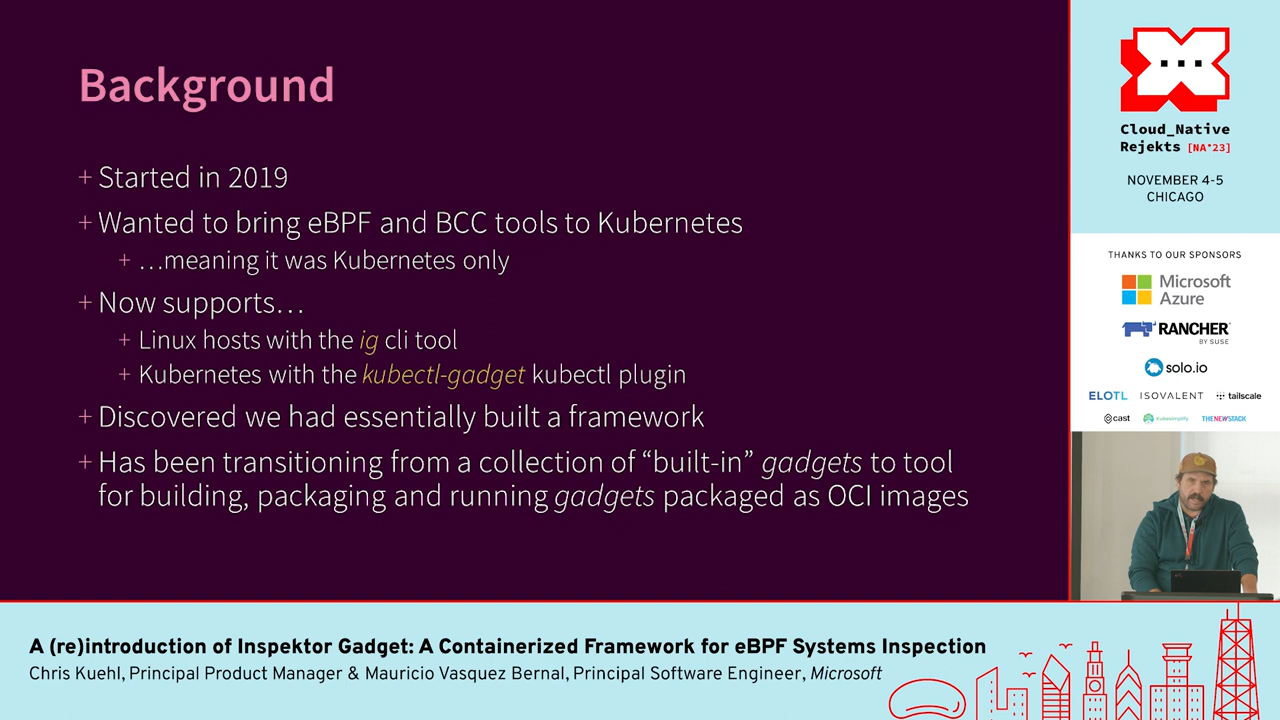 Background
+ Started in 2019
+ Wanted to bring eBPF and BCC tools to Kubernetes
+ …meaning it was Kubernetes only
+ Now supports…
+ Linux hosts with the ig cli tool
+ Kubernetes with the kubectl-gadget kubectl plugin
+ Discovered we had essentially built a framework
+ Has been transitioning from a collection of “built-in” gadgets to tool
for building, packaging and running gadgets packaged as OCI images
Cloud_Native
Rejekts [NA'23]
NOVEMBER 4-5
CHICAGO
THANKS TO OUR SPONSORS
Microsoft
Azure
RANCHER
BY SUSE
solo.io
ELOTL ISOVALENT tailscale
cast Kubesimplify THENEWSTACK
A (re)introduction of Inspektor Gadget: A Containerized Framework for eBPF Systems Inspection
Chris Kuehl, Principal Product Manager & Mauricio Vasquez Bernal, Principal Software Engineer, Microsoft